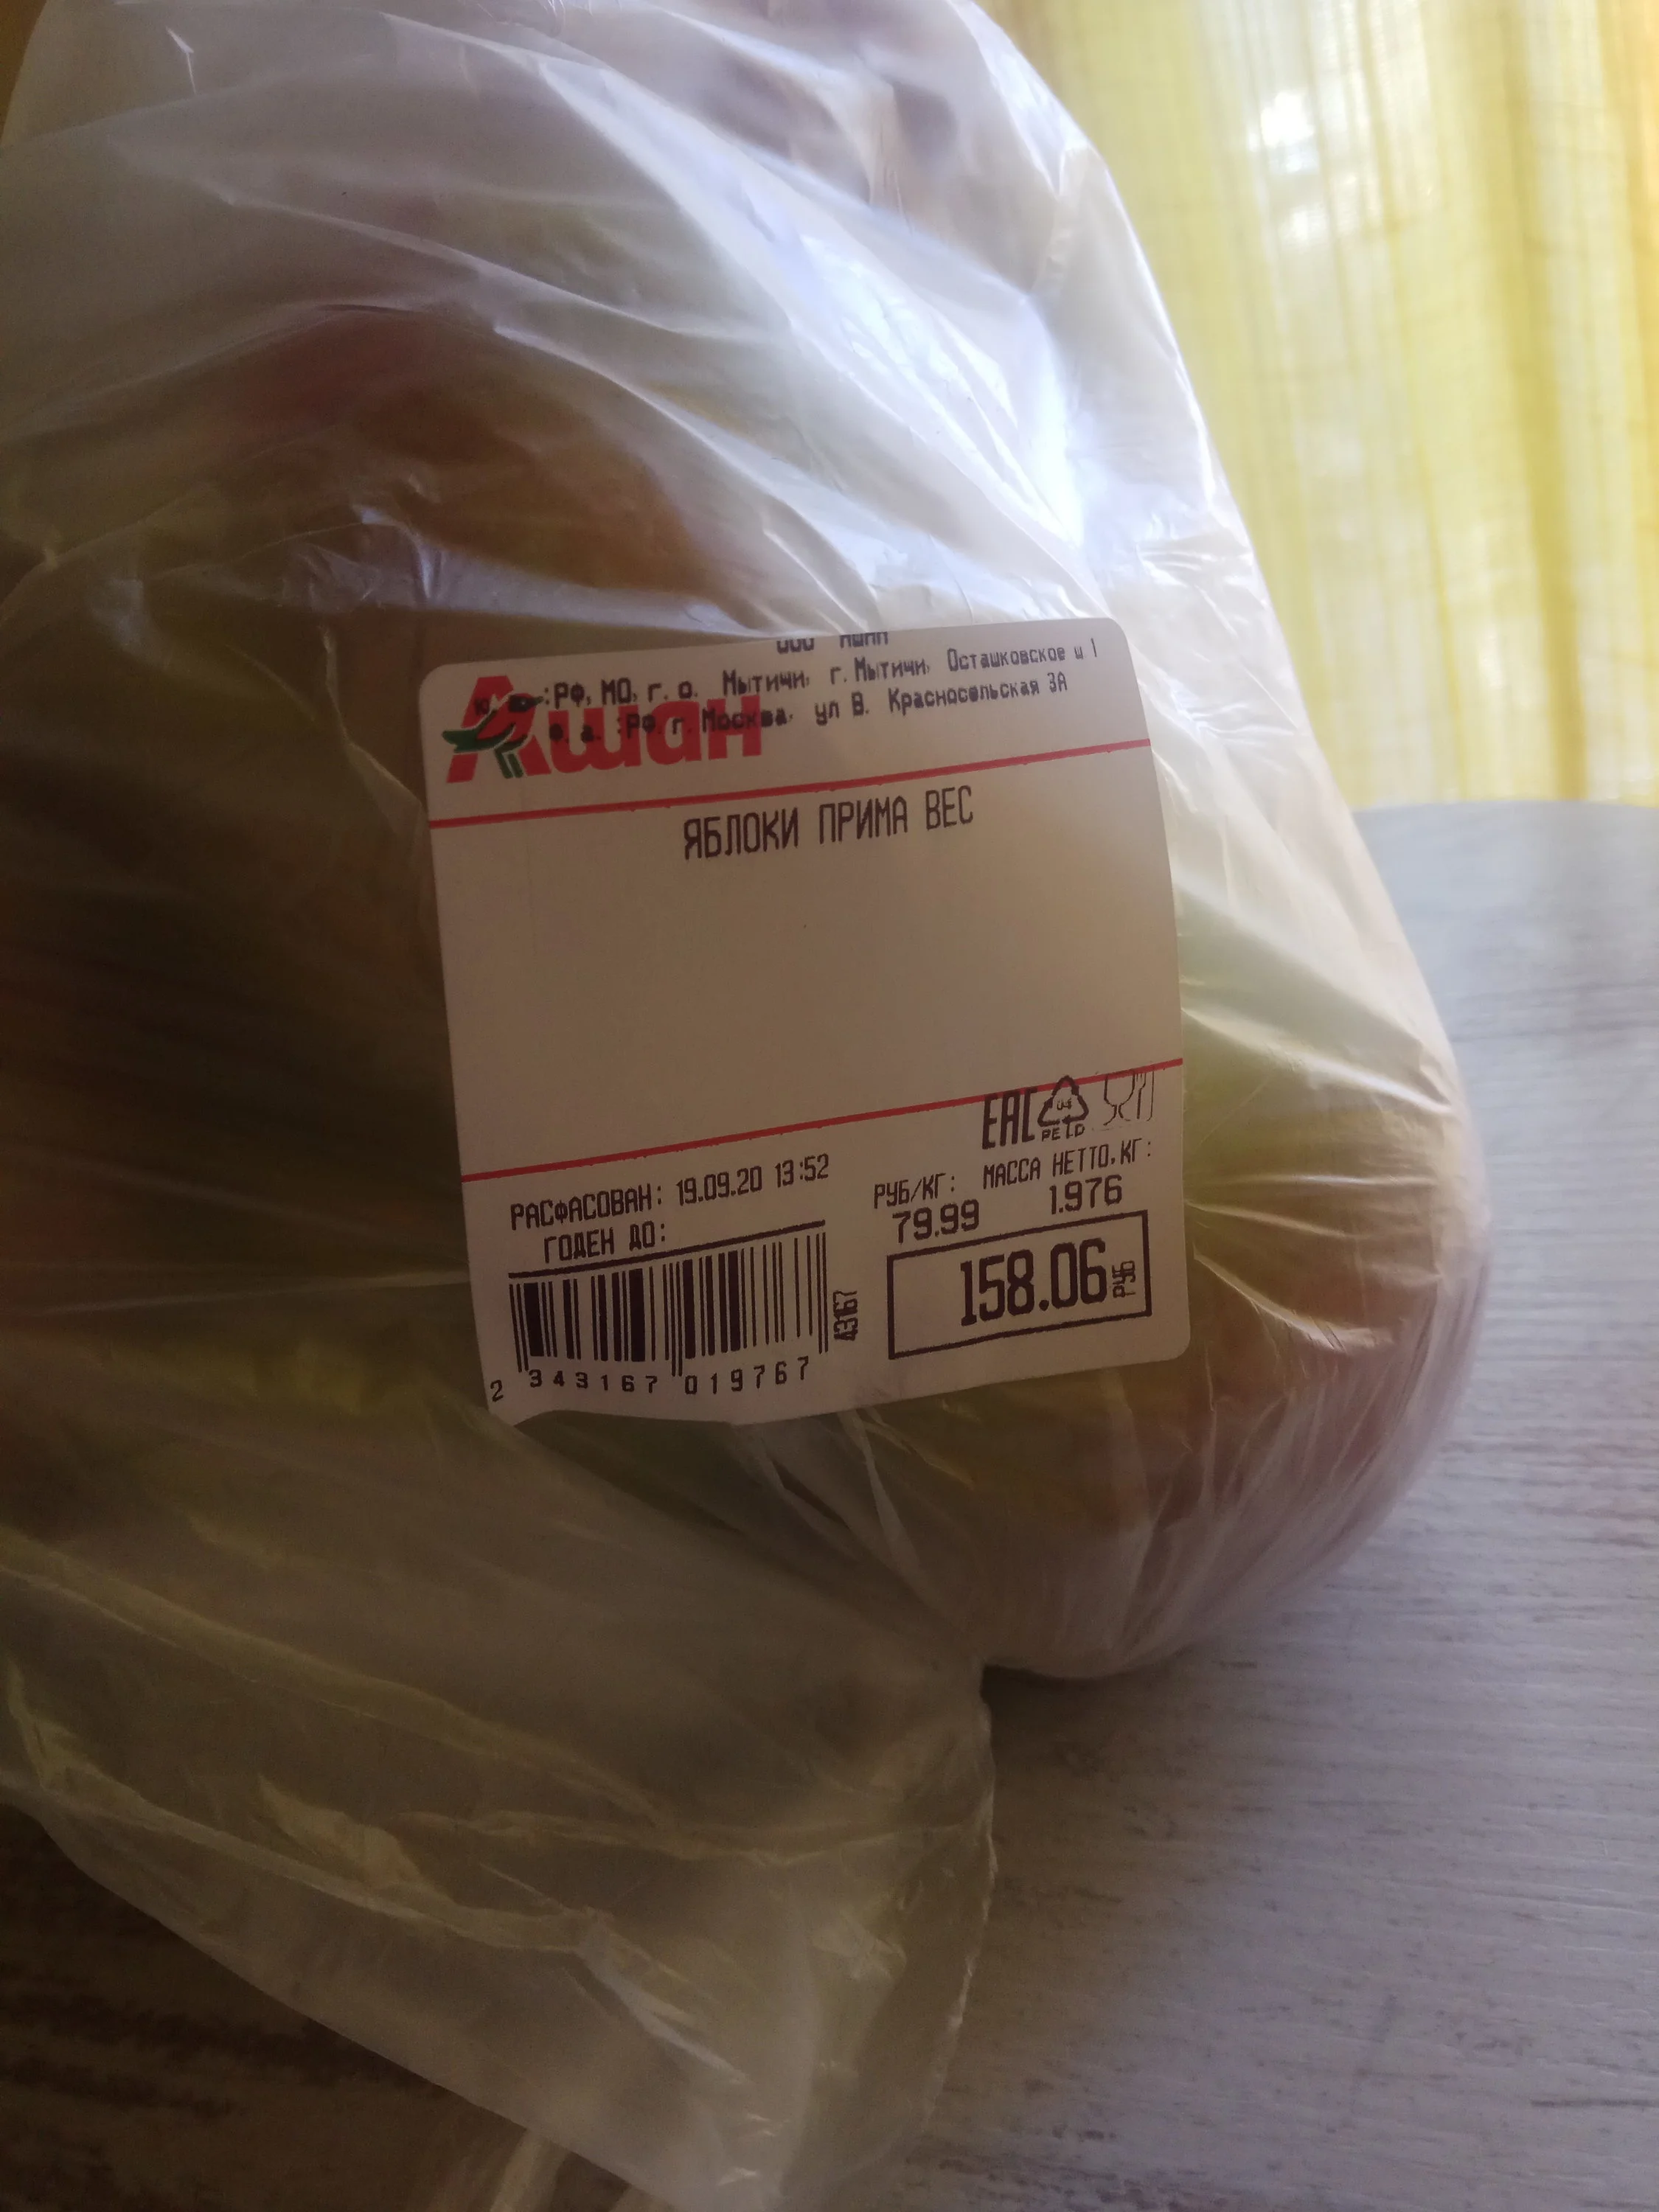 ООО АШАН
Ю. а.:РФ, МО, г. о. Мытищи, г. Мытищи, Осташковское ш 1
Ф. а. :РФ, г. Москва, ул В. Красносельская 3А
Ашан
ЯБЛОКИ ПРИМА ВЕС
EAC
04
PE LD
РАСФАСОВАН: 19.09.20 13:52
ГОДЕН ДО:
РУБ/КГ: МАССА НЕТТО,КГ:
79.99 1.976
158.06 РУБ
43167
2 343167 019767